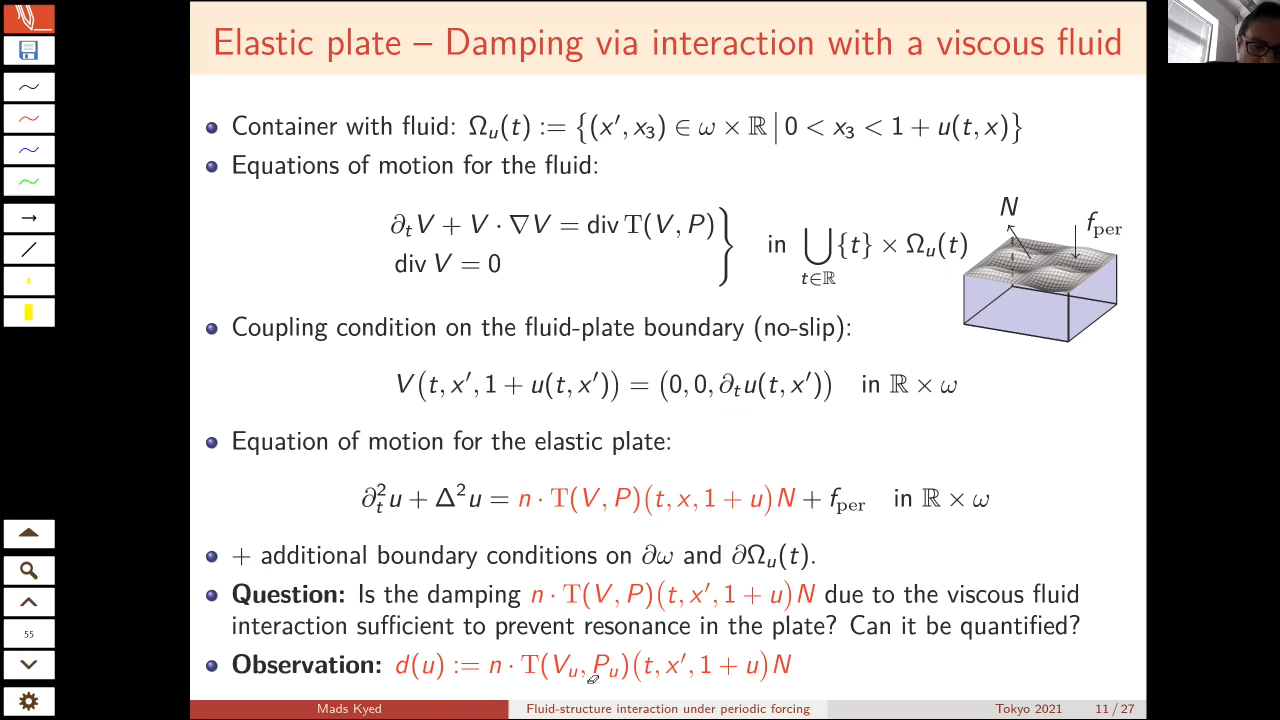 Elastic plate – Damping via interaction with a viscous fluid
Container with fluid: Ω_u(t) := {(x′, x₃) ∈ ω × ℝ | 0 < x₃ < 1 + u(t, x)}
Equations of motion for the fluid:
∂_t V + V · ∇V = div T(V, P)
div V = 0
} in ⋃_{t∈ℝ} {t} × Ω_u(t)
N
f_per
Coupling condition on the fluid-plate boundary (no-slip):
V(t, x′, 1 + u(t, x′)) = (0, 0, ∂_t u(t, x′)) in ℝ × ω
Equation of motion for the elastic plate:
∂_t² u + Δ² u = n · T(V, P)(t, x, 1 + u)N + f_per in ℝ × ω
+ additional boundary conditions on ∂ω and ∂Ω_u(t).
Question: Is the damping n · T(V, P)(t, x′, 1 + u)N due to the viscous fluid
interaction sufficient to prevent resonance in the plate? Can it be quantified?
Observation: d(u) := n · T(V_u, P_u)(t, x′, 1 + u)N
55
Mads Kyed Fluid-structure interaction under periodic forcing Tokyo 2021 11 / 27